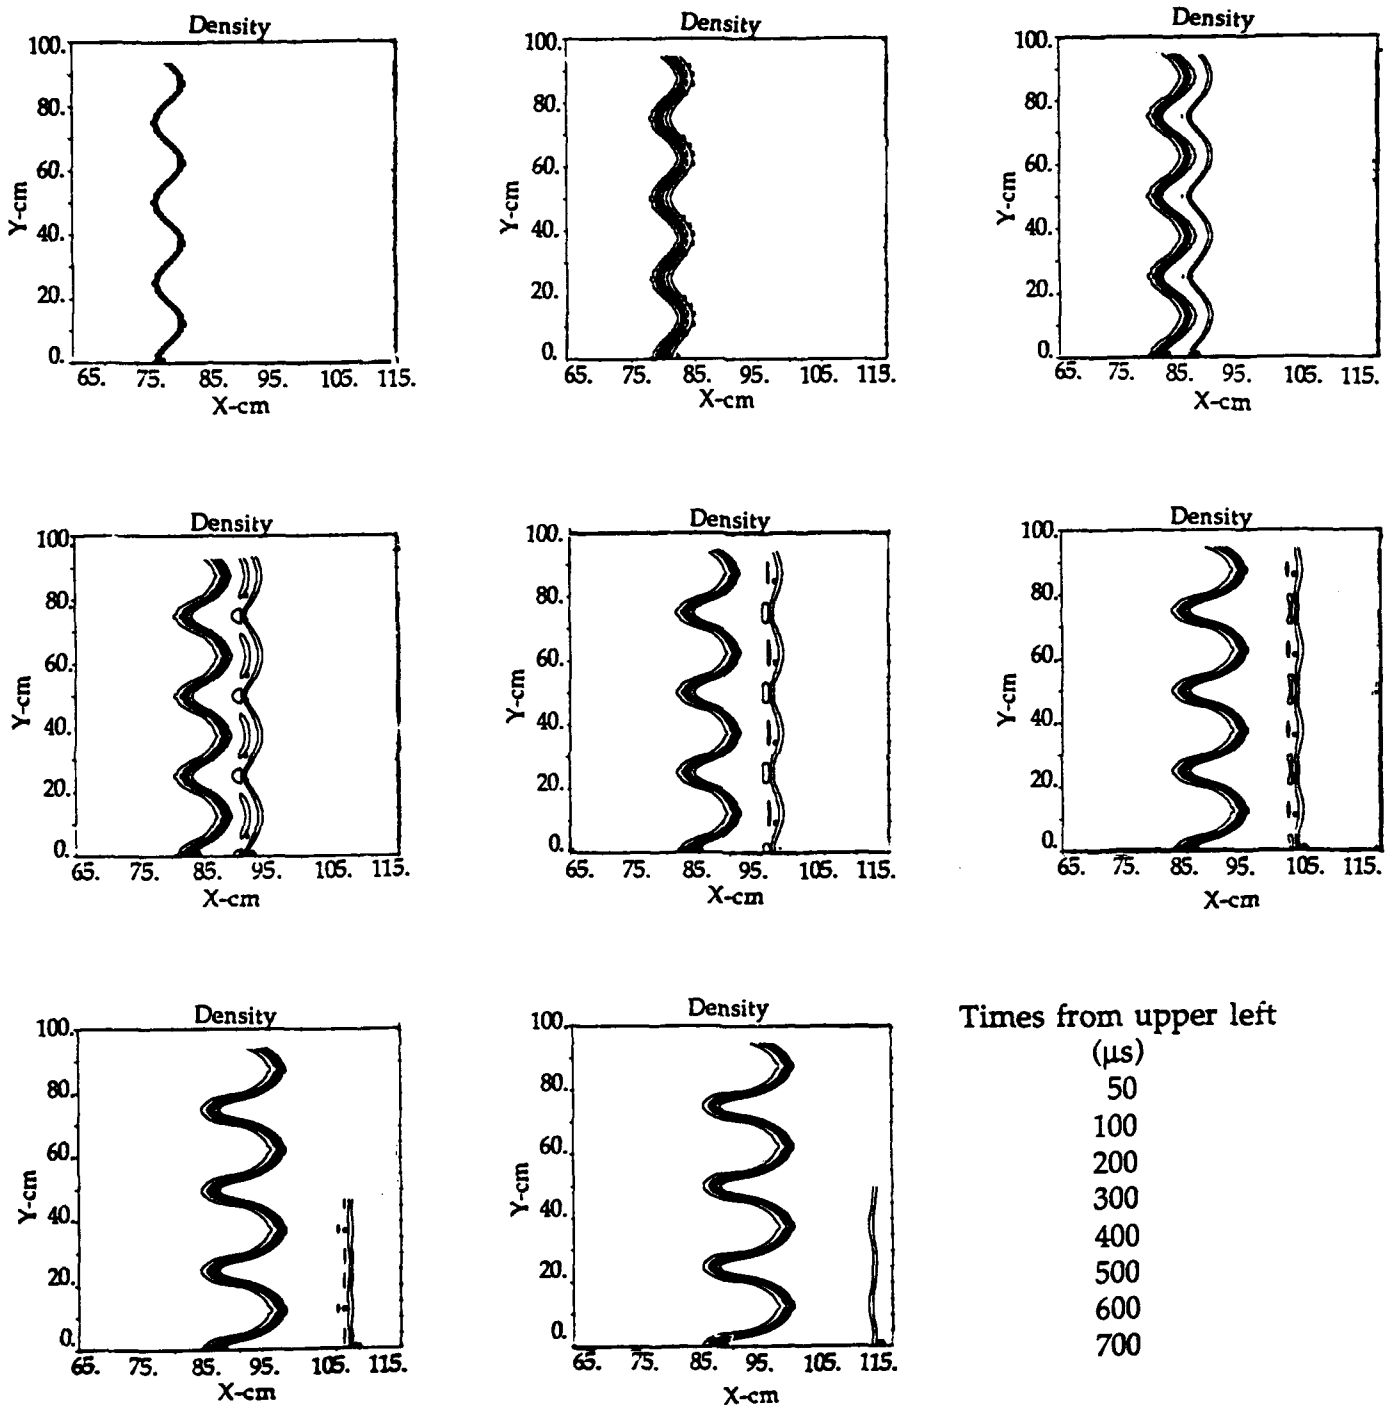 Density
100.
80.
60.
40.
20.
0.
Y-cm
65. 75. 85. 95. 105. 115.
X-cm
Density
100.
80.
60.
40.
20.
0.
Y-cm
65. 75. 85. 95. 105. 115.
X-cm
Density
100.
80.
60.
40.
20.
0.
Y-cm
65. 75. 85. 95. 105. 115.
X-cm
Density
100.
80.
60.
40.
20.
0.
Y-cm
65. 75. 85. 95. 105. 115.
X-cm
Density
100.
80.
60.
40.
20.
0.
Y-cm
65. 75. 85. 95. 105. 115.
X-cm
Density
100.
80.
60.
40.
20.
0.
Y-cm
65. 75. 85. 95. 105. 115.
X-cm
Density
100.
80.
60.
40.
20.
0.
Y-cm
65. 75. 85. 95. 105. 115.
X-cm
Density
100.
80.
60.
40.
20.
0.
Y-cm
65. 75. 85. 95. 105. 115.
X-cm
Times from upper left
(μs)
50
100
200
300
400
500
600
700